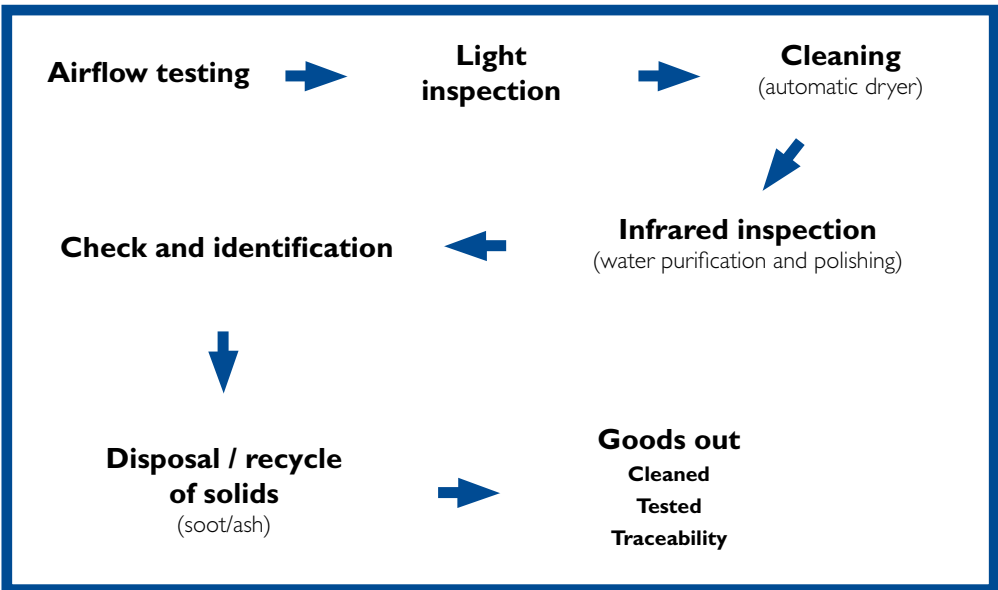 Airflow testing
Light
inspection
Cleaning
(automatic dryer)
Infrared inspection
(water purification and polishing)
Check and identification
Disposal / recycle
of solids
(soot/ash)
Goods out
Cleaned
Tested
Traceability